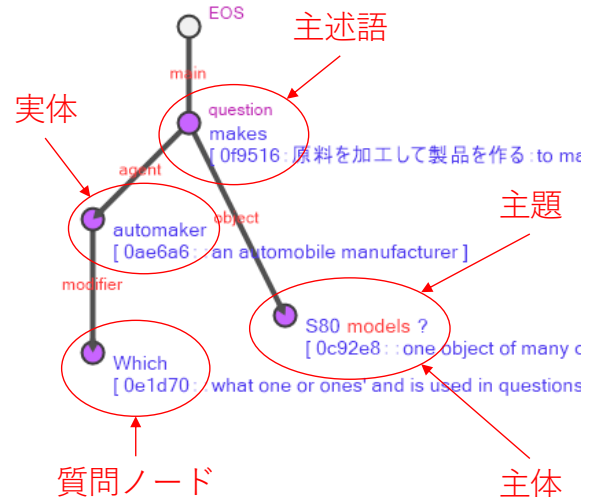 EOS
主述語
main
実体
question
makes
[ 0f9516 : 原料を加工して製品を作る : to ma
agent
主題
object
automaker
[ 0ae6a6 : : an automobile manufacturer ]
modifier
S80 models ?
[ 0c92e8 : : one object of many o
Which
[ 0e1d70 : : what one or ones' and is used in questions
質問ノード
主体